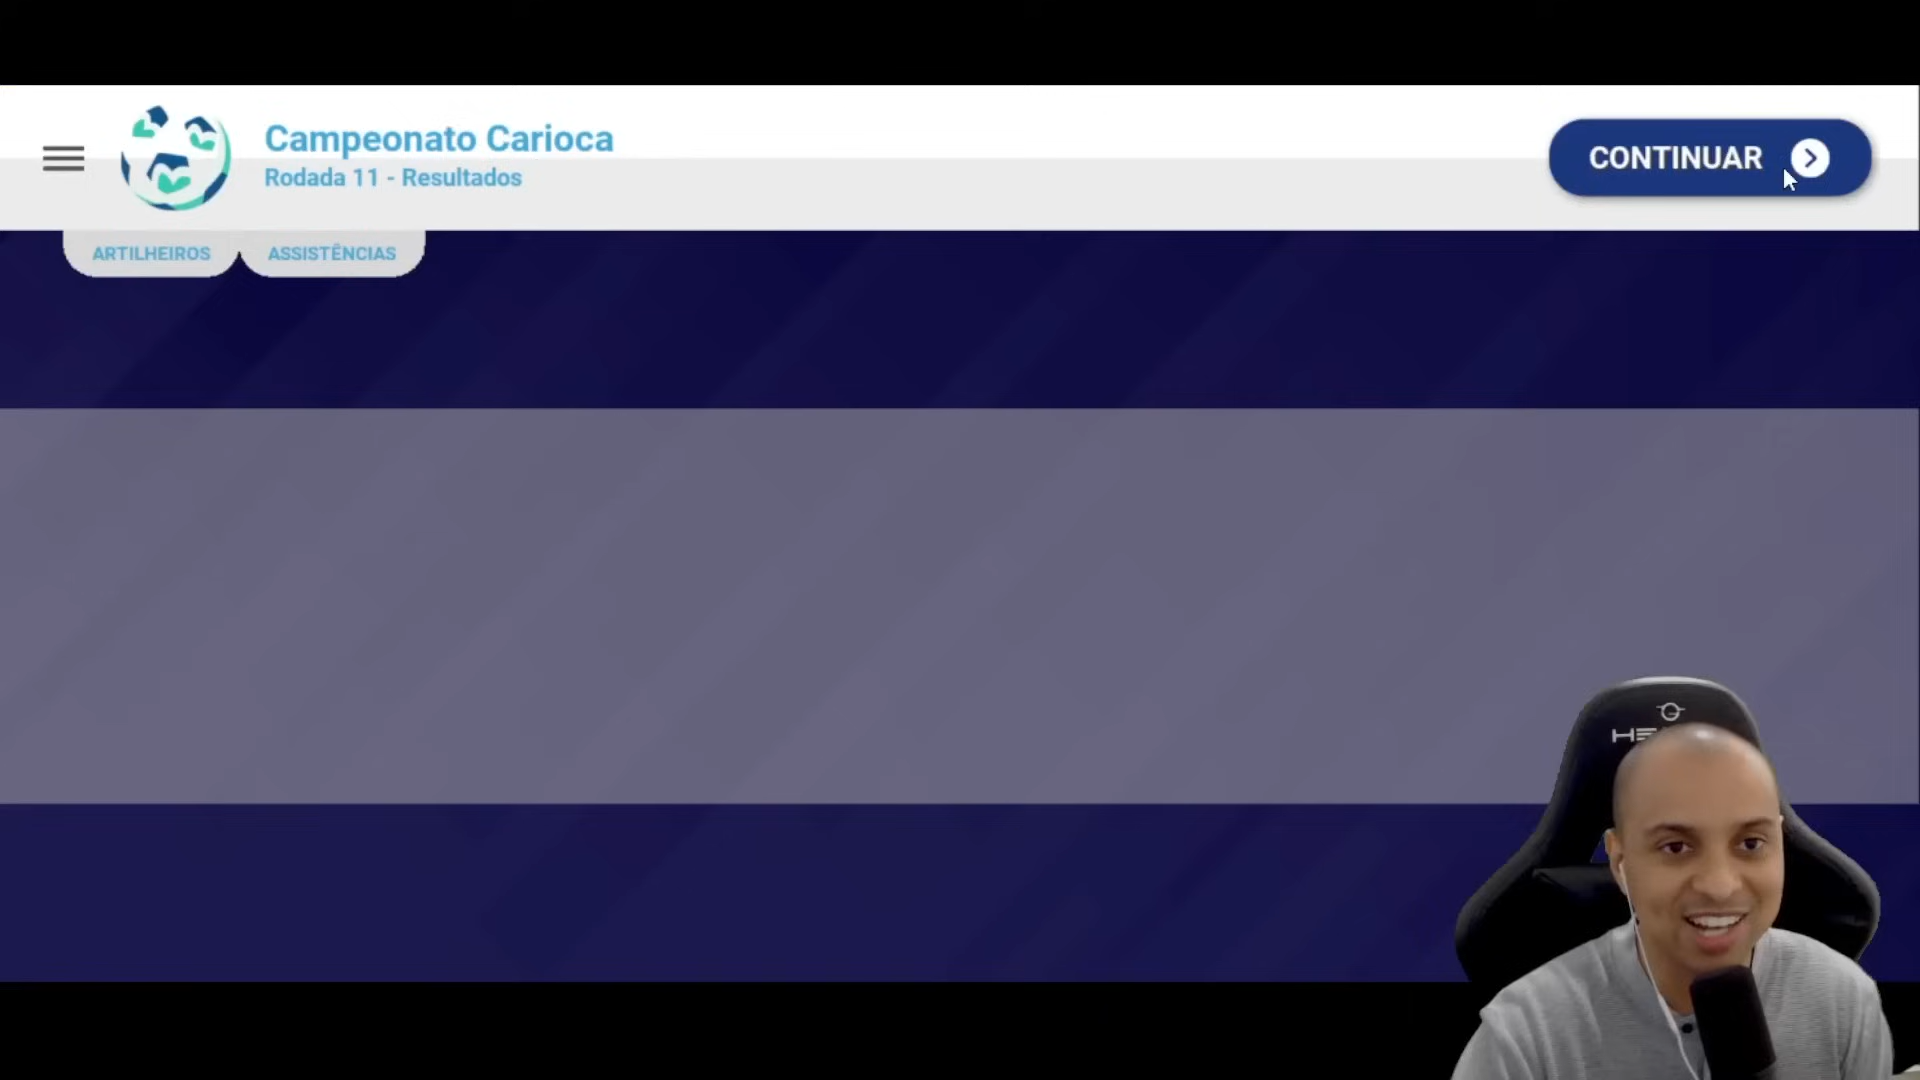 Campeonato Carioca
Rodada 11 - Resultados
CONTINUAR
ARTILHEIROS
ASSISTÊNCIAS